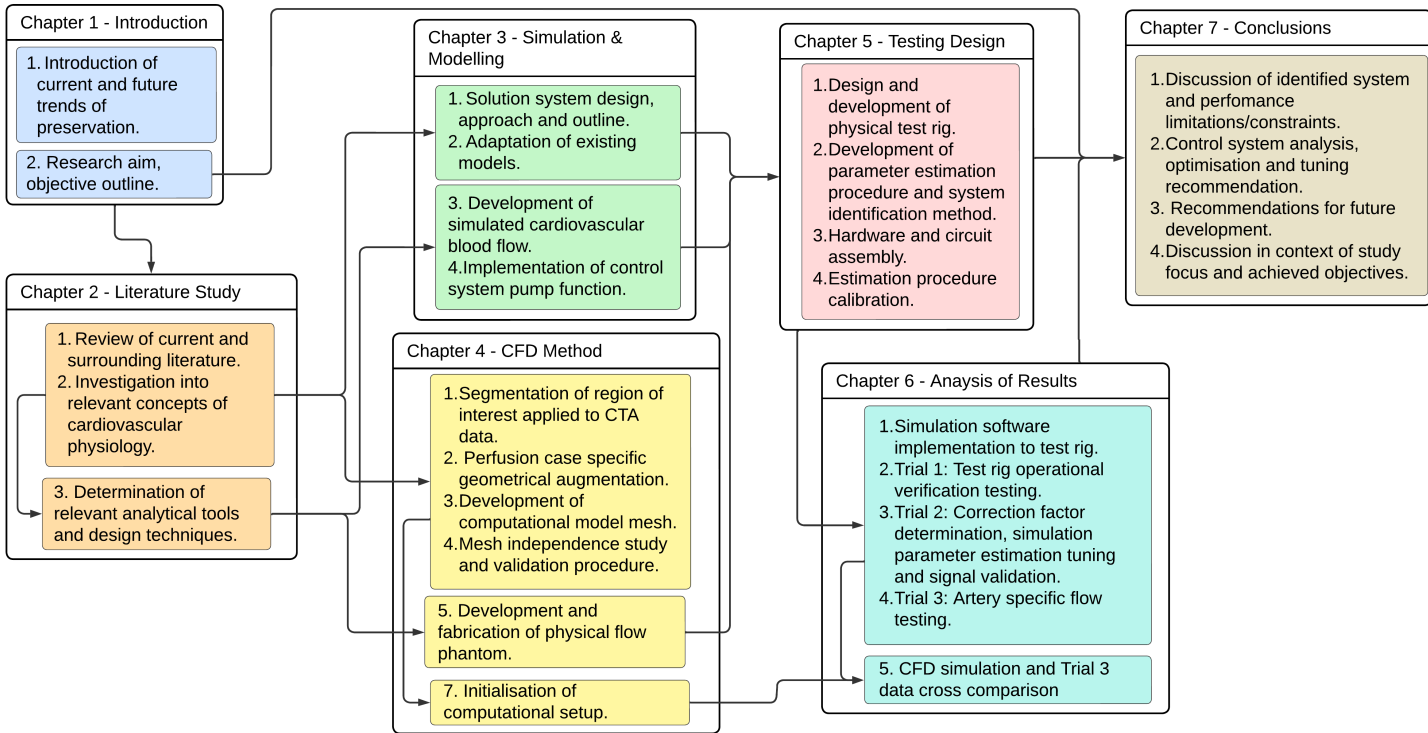 Chapter 1 - Introduction
1. Introduction of
current and future
trends of
preservation.
2. Research aim,
objective outline.
Chapter 2 - Literature Study
1. Review of current and
surrounding literature.
2. Investigation into
relevant concepts of
cardiovascular
physiology.
3. Determination of
relevant analytical tools
and design techniques.
Chapter 3 - Simulation &
Modelling
1. Solution system design,
approach and outline.
2. Adaptation of existing
models.
3. Development of
simulated cardiovascular
blood flow.
4.Implementation of control
system pump function.
Chapter 4 - CFD Method
1.Segmentation of region of
interest applied to CTA
data.
2. Perfusion case specific
geometrical augmentation.
3.Development of
computational model mesh.
4.Mesh independence study
and validation procedure.
5. Development and
fabrication of physical flow
phantom.
7. Initialisation of
computational setup.
Chapter 5 - Testing Design
1.Design and
development of
physical test rig.
2.Development of
parameter estimation
procedure and system
identification method.
3.Hardware and circuit
assembly.
4.Estimation procedure
calibration.
Chapter 6 - Anaysis of Results
1.Simulation software
implementation to test rig.
2.Trial 1: Test rig operational
verification testing.
3.Trial 2: Correction factor
determination, simulation
parameter estimation tuning
and signal validation.
4.Trial 3: Artery specific flow
testing.
5. CFD simulation and Trial 3
data cross comparison
Chapter 7 - Conclusions
1.Discussion of identified system
and perfomance
limitations/constraints.
2.Control system analysis,
optimisation and tuning
recommendation.
3. Recommendations for future
development.
4.Discussion in context of study
focus and achieved objectives.